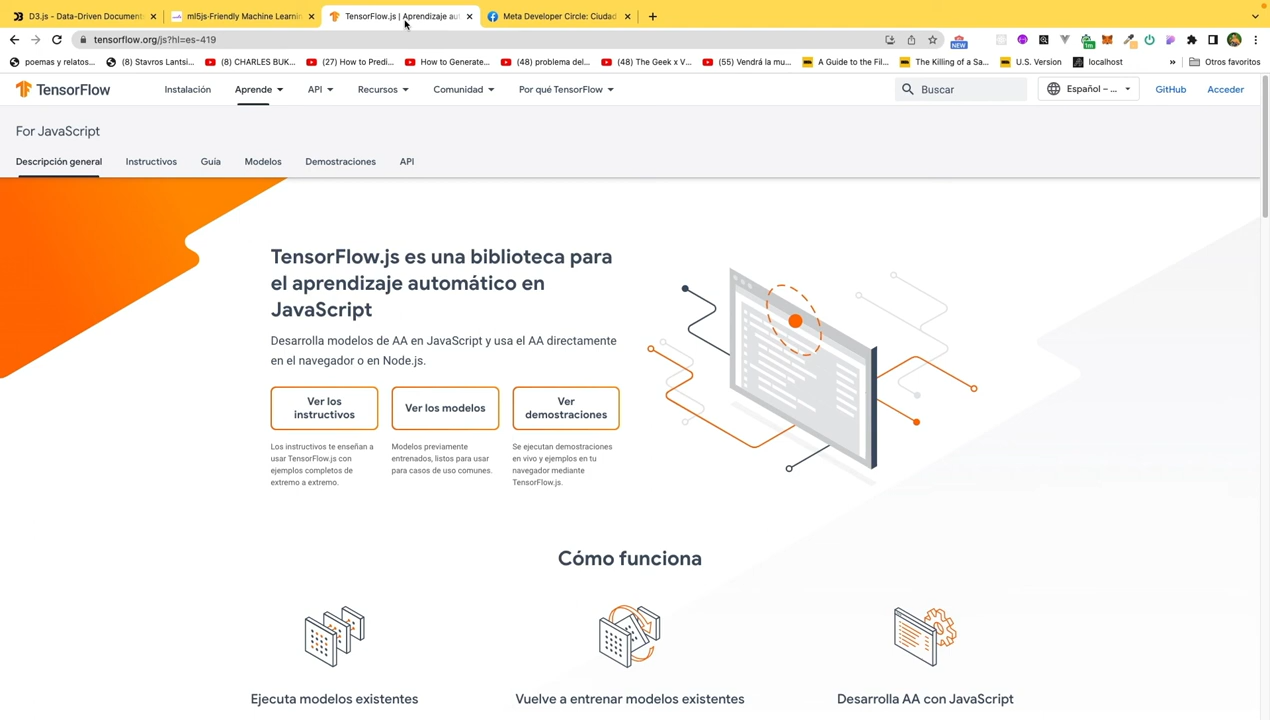 D3.js - Data-Driven Document
ml5js·Friendly Machine Learnin
TensorFlow.js | Aprendizaje aut
Meta Developer Circle: Ciudad
tensorflow.org/js?hl=es-419
NEW
1m
poemas y relatos...
(8) Stavros Lantsi...
(8) CHARLES BUK...
(27) How to Predi...
How to Generate...
(48) problema del...
(48) The Geek x V...
(55) Vendrá la mu...
A Guide to the Fil...
The Killing of a Sa...
U.S. Version
localhost
»
Otros favoritos
TensorFlow
Instalación
Aprende
API
Recursos
Comunidad
Por qué TensorFlow
Buscar
Español – ...
GitHub
Acceder
For JavaScript
Descripción general
Instructivos
Guía
Modelos
Demostraciones
API
TensorFlow.js es una biblioteca para
el aprendizaje automático en
JavaScript
Desarrolla modelos de AA en JavaScript y usa el AA directamente
en el navegador o en Node.js.
Ver los
instructivos
Ver los modelos
Ver
demostraciones
Los instructivos te enseñan a
usar TensorFlow.js con
ejemplos completos de
extremo a extremo.
Modelos previamente
entrenados, listos para usar
para casos de uso comunes.
Se ejecutan demostraciones
en vivo y ejemplos en tu
navegador mediante
TensorFlow.js.
Cómo funciona
Ejecuta modelos existentes
Vuelve a entrenar modelos existentes
Desarrolla AA con JavaScript